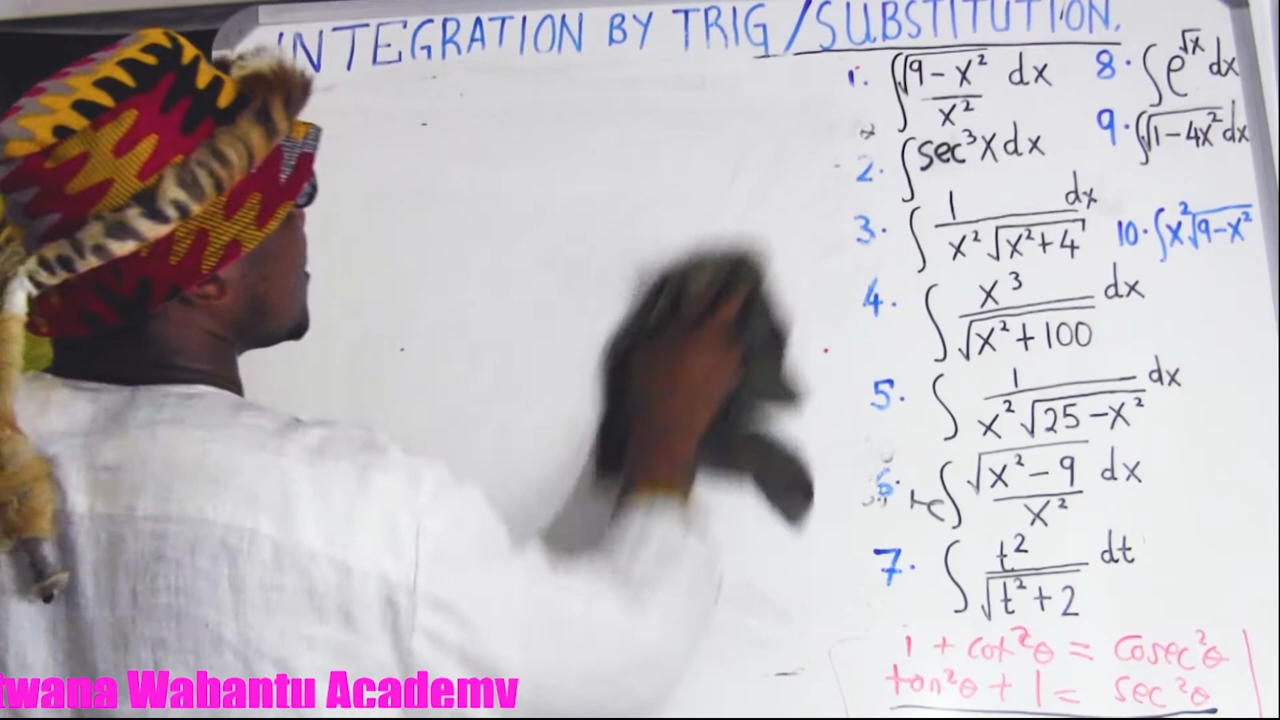 INTEGRATION BY TRIG/SUBSTITUTION.
1. ∫ √(9-x²)/x² dx
2. ∫ sec³x dx
3. ∫ 1/(x²√(x²+4)) dx
4. ∫ x³/√(x²+100) dx
5. ∫ 1/(x²√(25-x²)) dx
6. ∫ √(x²-9)/x² dx
7. ∫ t²/√(t²+2) dt
8. ∫ e^√x dx
9. ∫ √(1-4x²) dx
10. ∫ x²√(9-x²)
1 + cot²θ = cosec²θ
tan²θ + 1 = sec²θ
Wabantu Academy